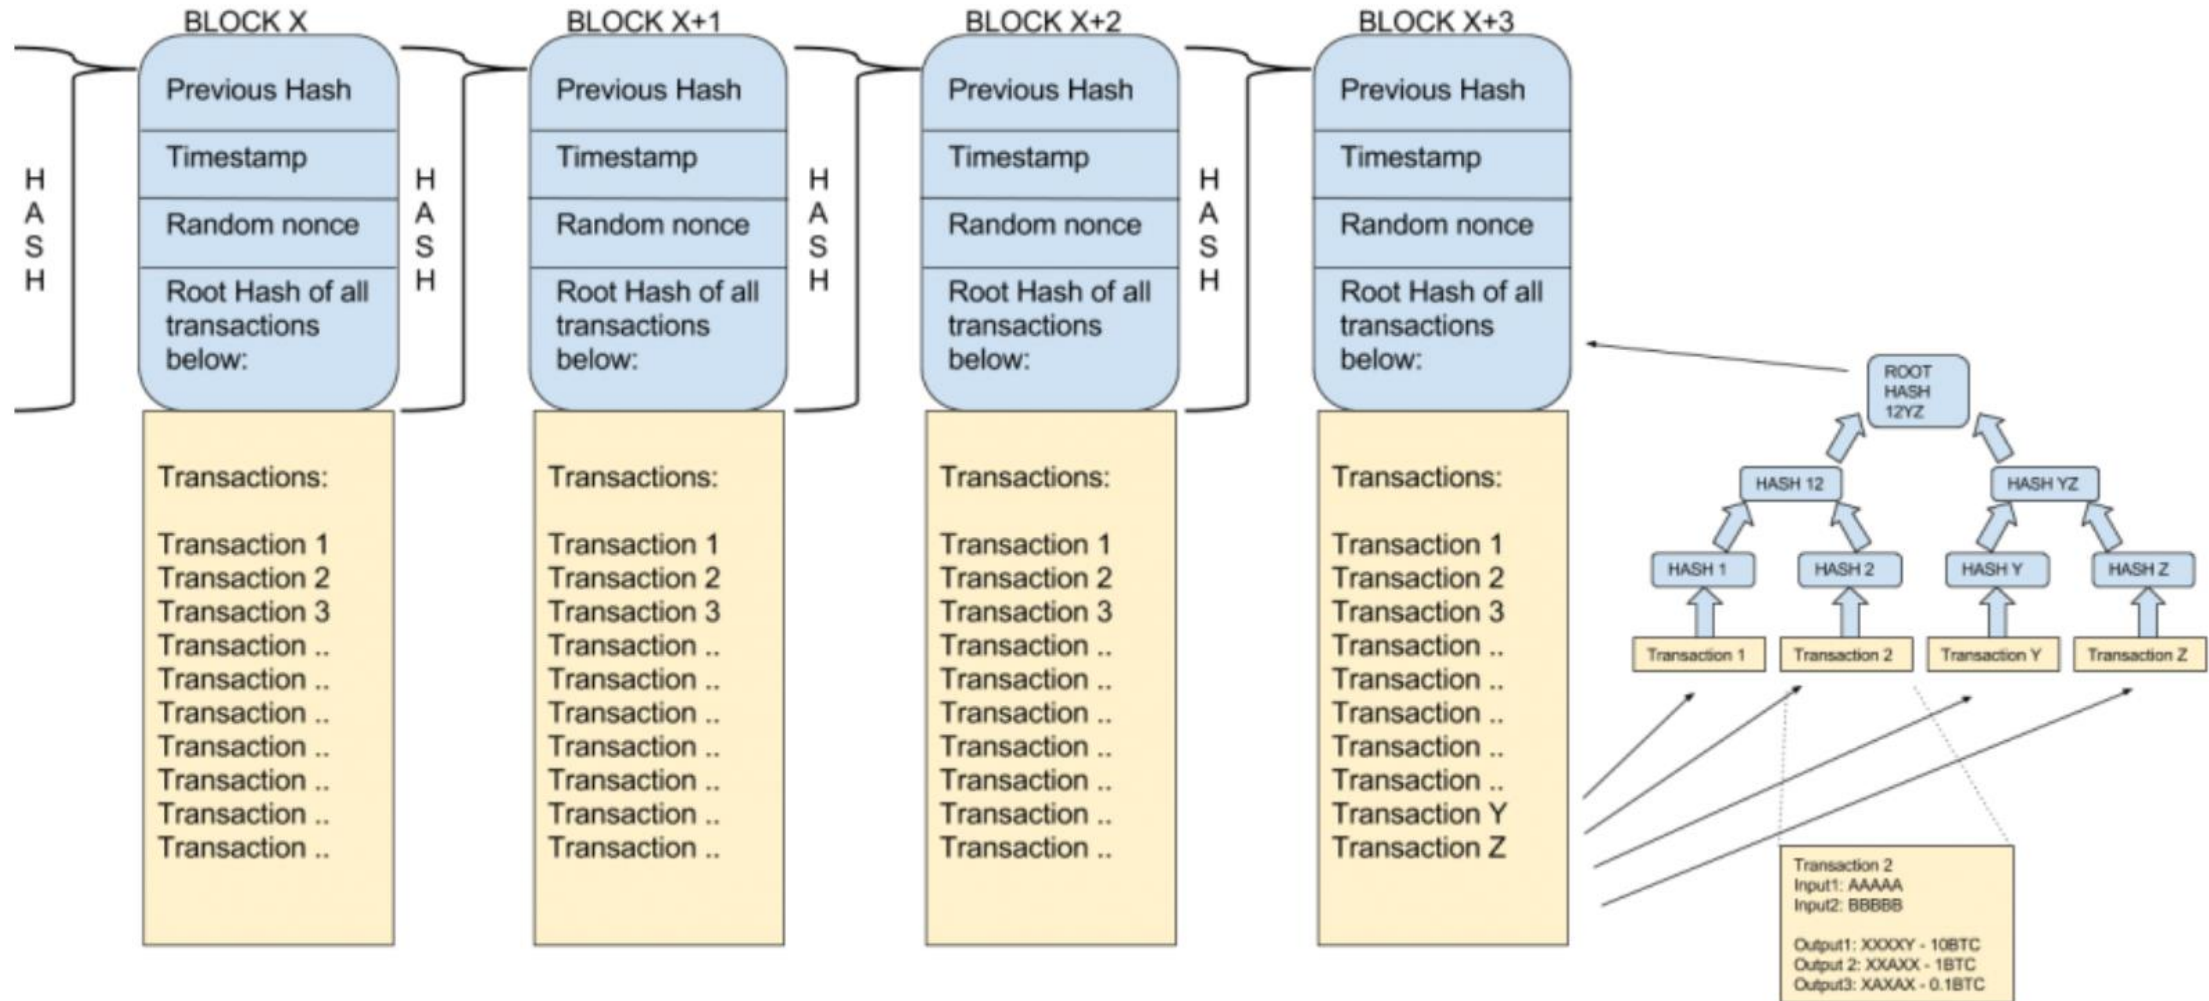 BLOCK X
BLOCK X+1
BLOCK X+2
BLOCK X+3
H
A
S
H
Previous Hash
Timestamp
Random nonce
Root Hash of all
transactions
below:
Transactions:
Transaction 1
Transaction 2
Transaction 3
Transaction ..
Transaction ..
Transaction ..
Transaction ..
Transaction ..
Transaction ..
Transaction ..
H
A
S
H
Previous Hash
Timestamp
Random nonce
Root Hash of all
transactions
below:
Transactions:
Transaction 1
Transaction 2
Transaction 3
Transaction ..
Transaction ..
Transaction ..
Transaction ..
Transaction ..
Transaction ..
Transaction ..
H
A
S
H
Previous Hash
Timestamp
Random nonce
Root Hash of all
transactions
below:
Transactions:
Transaction 1
Transaction 2
Transaction 3
Transaction ..
Transaction ..
Transaction ..
Transaction ..
Transaction ..
Transaction ..
Transaction ..
H
A
S
H
Previous Hash
Timestamp
Random nonce
Root Hash of all
transactions
below:
Transactions:
Transaction 1
Transaction 2
Transaction 3
Transaction ..
Transaction ..
Transaction ..
Transaction ..
Transaction ..
Transaction Y
Transaction Z
ROOT
HASH
12YZ
HASH 12
HASH YZ
HASH 1
HASH 2
HASH Y
HASH Z
Transaction 1
Transaction 2
Transaction Y
Transaction Z
Transaction 2
Input1: AAAAA
Input2: BBBBB
Output1: XXXXY - 10BTC
Output 2: XXAXX - 1BTC
Output3: XAXAX - 0.1BTC